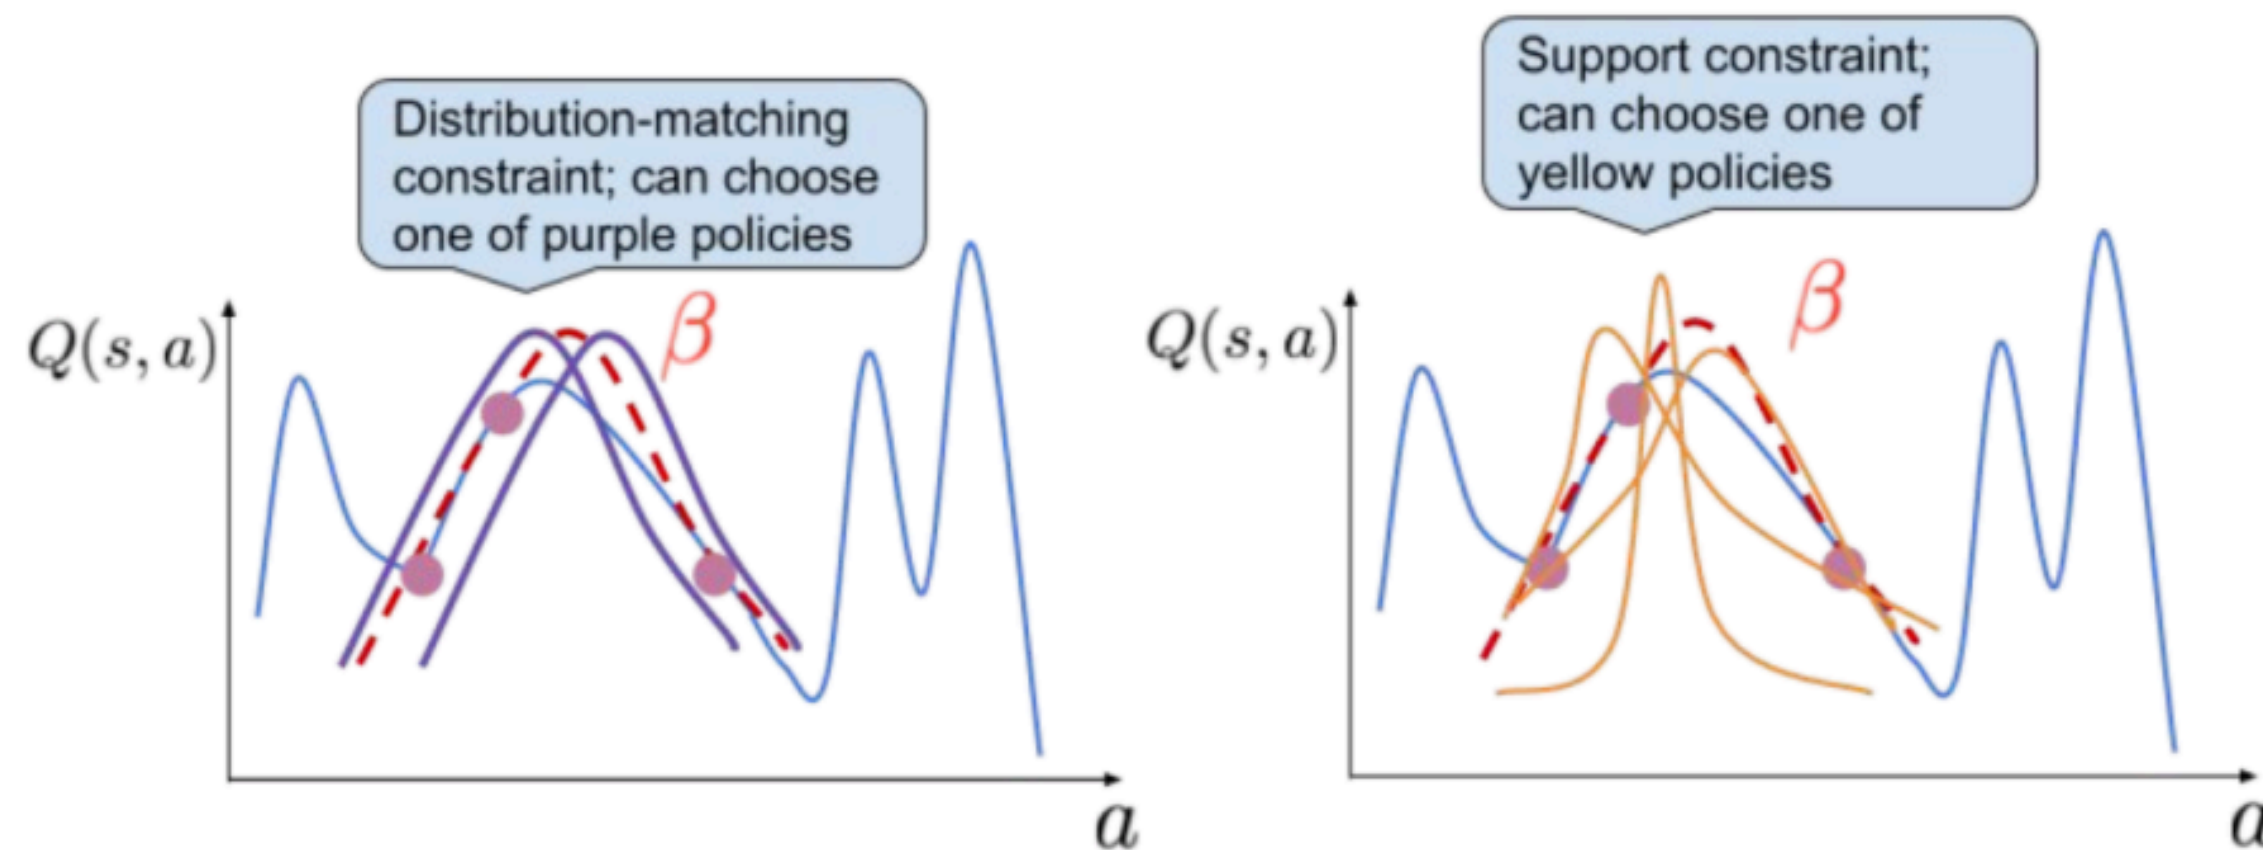 Distribution-matching
constraint; can choose
one of purple policies
β
Q(s, a)
a
Support constraint;
can choose one of
yellow policies
β
Q(s, a)
a